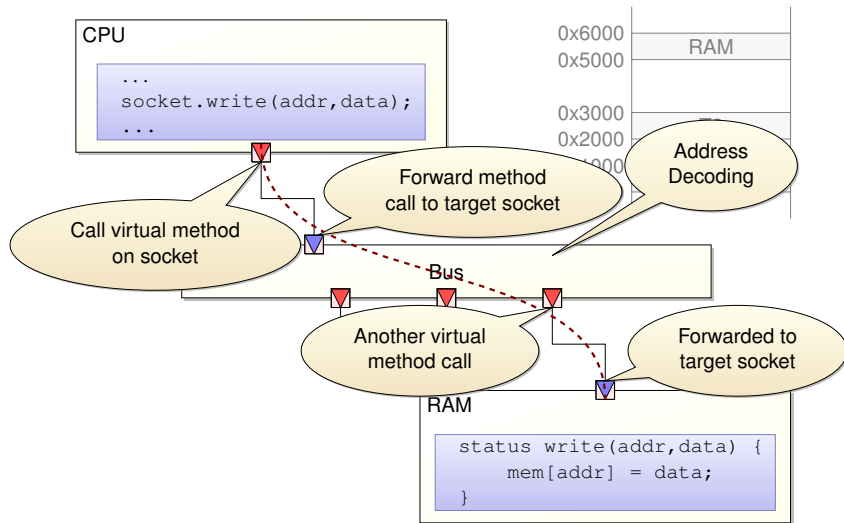 CPU
...
socket.write(addr,data);
...
0x6000
RAM
0x5000
0x3000
0x2000
Address
Decoding
Forward method
call to target socket
Call virtual method
on socket
Bus
Another virtual
method call
Forwarded to
target socket
RAM
status write(addr,data) {
mem[addr] = data;
}